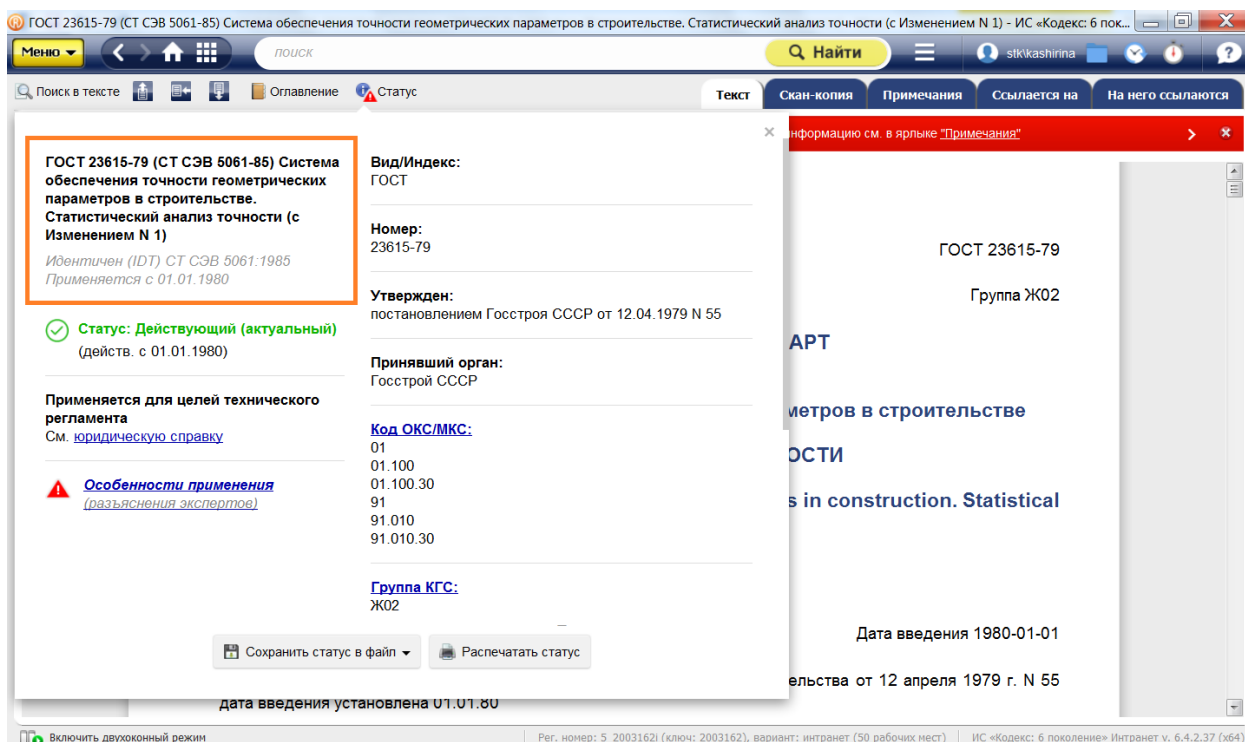 ГОСТ 23615-79 (СТ СЭВ 5061-85) Система обеспечения точности геометрических параметров в строительстве. Статистический анализ точности (с Изменением N 1) - ИС «Кодекс: 6 пок...
Меню
поиск
Найти
stk\kashirina
Поиск в тексте
Оглавление
Статус
Текст
Скан-копия
Примечания
Ссылается на
На него ссылаются
информацию см. в ярлыке "Примечания"
ГОСТ 23615-79 (СТ СЭВ 5061-85) Система
обеспечения точности геометрических
параметров в строительстве.
Статистический анализ точности (с
Изменением N 1)
Идентичен (IDT) СТ СЭВ 5061:1985
Применяется с 01.01.1980
Статус: Действующий (актуальный)
(действ. с 01.01.1980)
Применяется для целей технического
регламента
См. юридическую справку
Особенности применения
(разъяснения экспертов)
Вид/Индекс:
ГОСТ
Номер:
23615-79
Утвержден:
постановлением Госстроя СССР от 12.04.1979 N 55
Принявший орган:
Госстрой СССР
Код ОКС/МКС:
01
01.100
01.100.30
91
91.010
91.010.30
Группа КГС:
Ж02
Сохранить статус в файл
Распечатать статус
ГОСТ 23615-79
Группа Ж02
АРТ
метров в строительстве
ОСТИ
s in construction. Statistical
Дата введения 1980-01-01
ельства от 12 апреля 1979 г. N 55
дата введения установлена 01.01.80
Включить двухоконный режим
Рег. номер: 5_2003162i (ключ: 2003162), вариант: интранет (50 рабочих мест)
ИС «Кодекс: 6 поколение» Интранет v. 6.4.2.37 (x64)